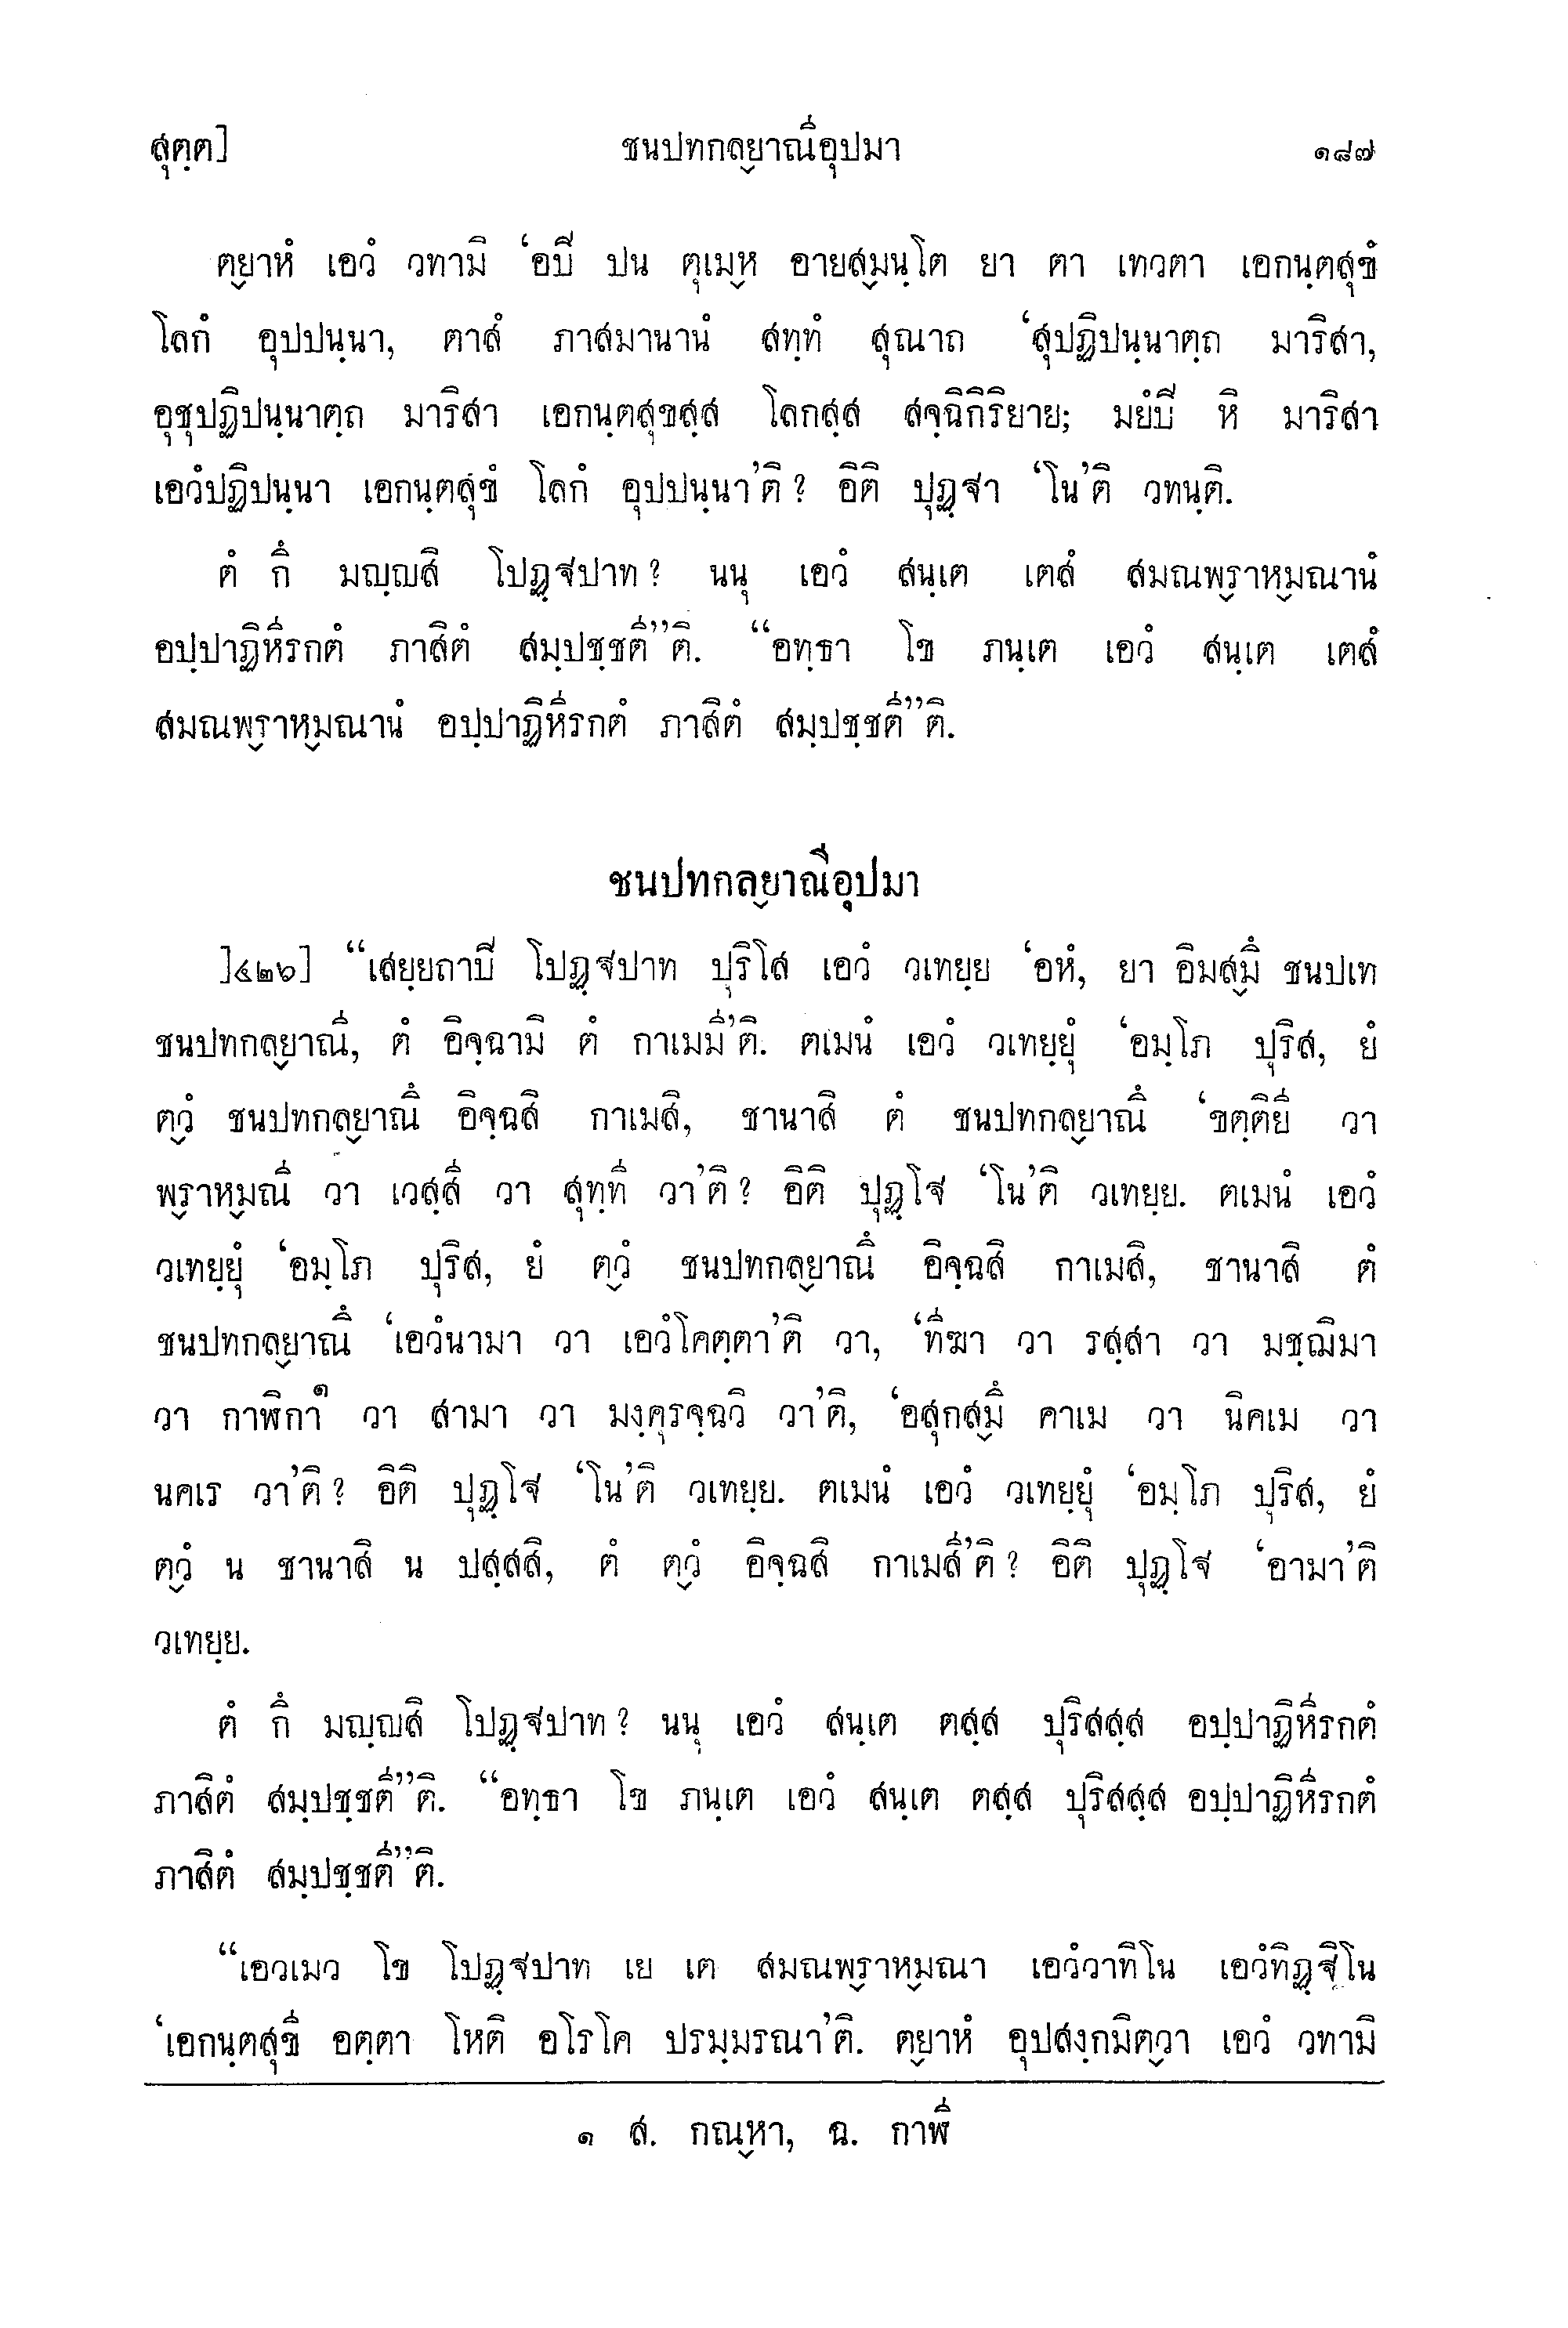 สุตฺต] ชนปทกลฺยาณีอุปมา ๑๘๗
ตฺยาหํ เอวํ วทามิ ‘อปิ ปน ตุเมฺห อายสฺมนฺโต ยา ตา เทวตา เอกนฺตสุขํ
โลกํ อุปปนฺนา, ตาสํ ภาสมานานํ สทฺทํ สุณาถ ‘สุปฏิปนฺนาตฺถ มาริสา,
อุชุปฏิปนฺนาตฺถ มาริสา เอกนฺตสุขสฺส โลกสฺส สจฺฉิกิริยาย; มยํปิ หิ มาริสา
เอวํปฏิปนฺนา เอกนฺตสุขํ โลกํ อุปปนฺนา’ติ? อิติ ปุฏฺฐา ‘โน’ติ วทนฺติ.
ตํ กึ มญฺญสิ โปฏฺฐปาท? นนุ เอวํ สนฺเต เตสํ สมณพฺราหฺมณานํ
อปฺปาฏิหีรกตํ ภาสิตํ สมฺปชฺชตี”ติ. “อทฺธา โข ภนฺเต เอวํ สนฺเต เตสํ
สมณพฺราหฺมณานํ อปฺปาฏิหีรกตํ ภาสิตํ สมฺปชฺชตี”ติ.
ชนปทกลฺยาณีอุปมา
]๔๒๖] “เสยฺยถาปิ โปฏฺฐปาท ปุริโส เอวํ วเทยฺย ‘อหํ, ยา อิมสฺมึ ชนปเท
ชนปทกลฺยาณี, ตํ อิจฺฉามิ ตํ กาเมมี’ติ. ตเมนํ เอวํ วเทยฺยุํ ‘อมฺโภ ปุริส, ยํ
ตฺวํ ชนปทกลฺยาณึ อิจฺฉสิ กาเมสิ, ชานาสิ ตํ ชนปทกลฺยาณึ ‘ขตฺติยี วา
พฺราหฺมณี วา เวสฺสี วา สุทฺที วา’ติ? อิติ ปุฏฺโฐ ‘โน’ติ วเทยฺย. ตเมนํ เอวํ
วเทยฺยุํ ‘อมฺโภ ปุริส, ยํ ตฺวํ ชนปทกลฺยาณึ อิจฺฉสิ กาเมสิ, ชานาสิ ตํ
ชนปทกลฺยาณึ ‘เอวํนามา วา เอวํโคตฺตา’ติ วา, ‘ทีฆา วา รสฺสา วา มชฺฌิมา
วา กาฬิกา๑ วา สามา วา มงฺคุรจฺฉวิ วา’ติ, ‘อสุกสฺมึ คาเม วา นิคเม วา
นคเร วา’ติ? อิติ ปุฏฺโฐ ‘โน’ติ วเทยฺย. ตเมนํ เอวํ วเทยฺยุํ ‘อมฺโภ ปุริส, ยํ
ตฺวํ น ชานาสิ น ปสฺสสิ, ตํ ตฺวํ อิจฺฉสิ กาเมสี’ติ? อิติ ปุฏฺโฐ ‘อามา’ติ
วเทยฺย.
ตํ กึ มญฺญสิ โปฏฺฐปาท? นนุ เอวํ สนฺเต ตสฺส ปุริสสฺส อปฺปาฏิหีรกตํ
ภาสิตํ สมฺปชฺชตี”ติ. “อทฺธา โข ภนฺเต เอวํ สนฺเต ตสฺส ปุริสสฺส อปฺปาฏิหีรกตํ
ภาสิตํ สมฺปชฺชตี”ติ.
“เอวเมว โข โปฏฺฐปาท เย เต สมณพฺราหฺมณา เอวํวาทิโน เอวํทิฏฺฐิโน
‘เอกนฺตสุขี อตฺตา โหติ อโรโค ปรมฺมรณา’ติ. ตฺยาหํ อุปสงฺกมิตฺวา เอวํ วทามิ
๑ ส. กณฺหา, ฉ. กาฬี